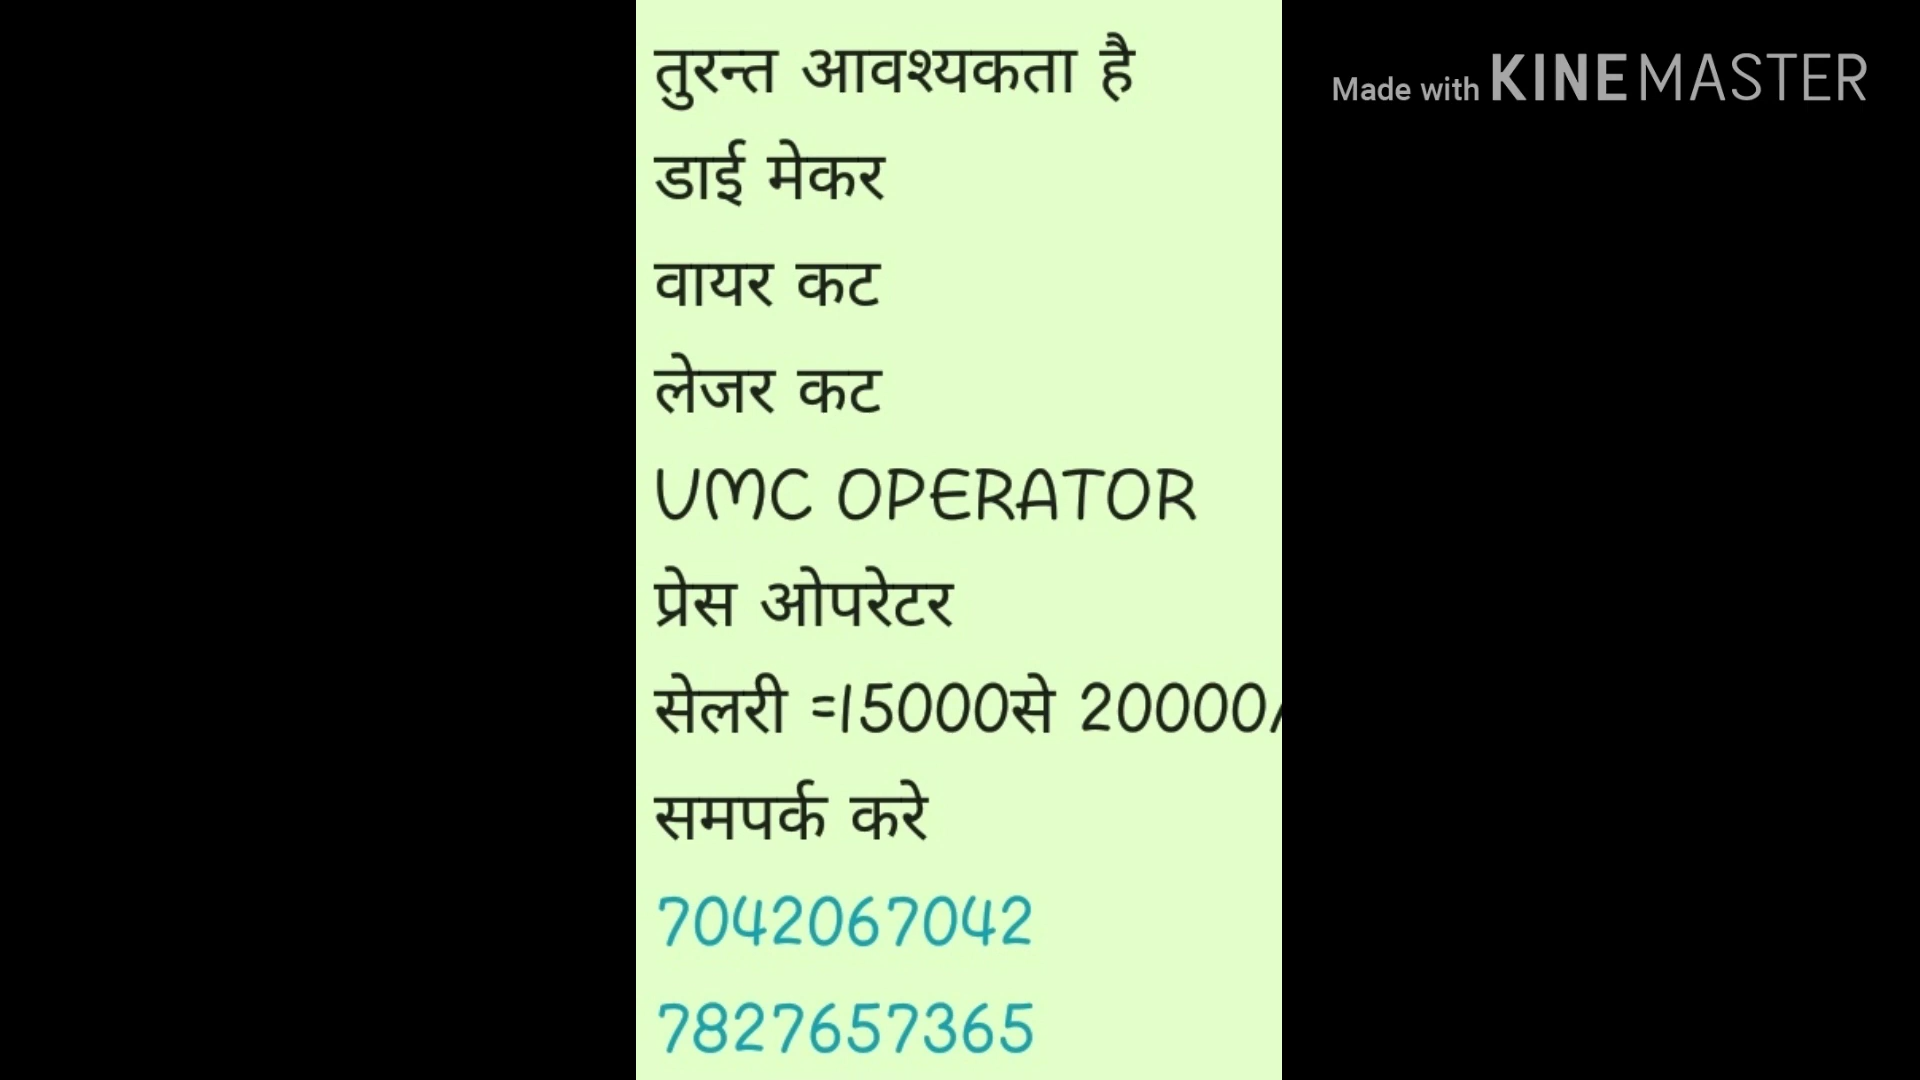 तुरन्त आवश्यकता है
डाई मेकर
वायर कट
लेजर कट
UMC OPERATOR
प्रेस ओपरेटर
सेलरी =15000से 20000/
समपर्क करे
7042067042
7827657365
Made with KINEMASTER